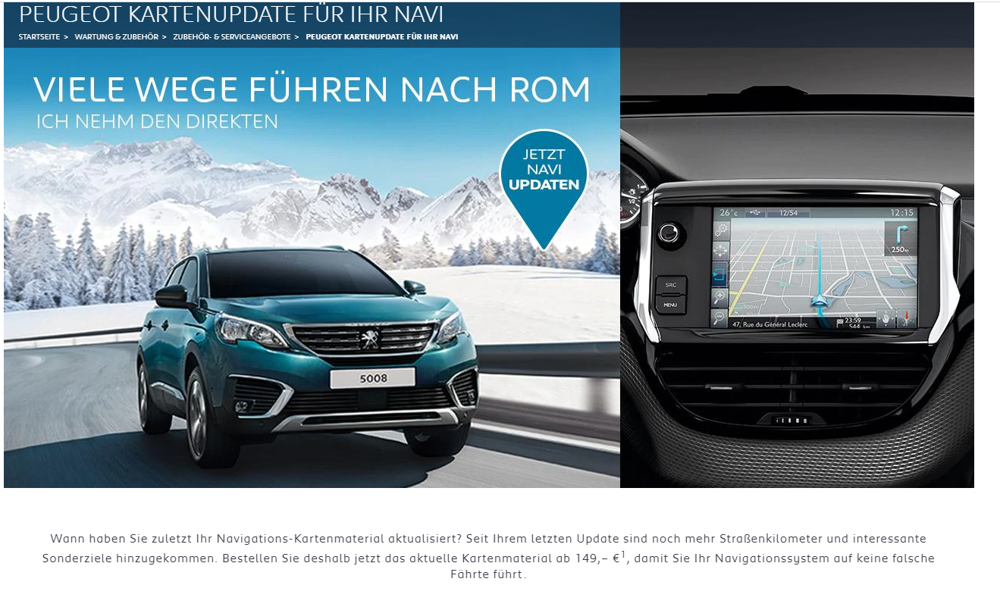 PEUGEOT KARTENUPDATE FÜR IHR NAVI
STARTSEITE > WARTUNG & ZUBEHÖR > ZUBEHÖR- & SERVICEANGEBOTE > PEUGEOT KARTENUPDATE FÜR IHR NAVI
VIELE WEGE FÜHREN NACH ROM
ICH NEHM DEN DIREKTEN
JETZT
NAVI
UPDATEN
5008
26°c 12/54 12:15
250m
SRC
MENU
500m
47, Rue du Général Leclerc
23:59
544 km
Wann haben Sie zuletzt Ihr Navigations-Kartenmaterial aktualisiert? Seit Ihrem letzten Update sind noch mehr Straßenkilometer und interessante
Sonderziele hinzugekommen. Bestellen Sie deshalb jetzt das aktuelle Kartenmaterial ab 149,– €¹, damit Sie Ihr Navigationssystem auf keine falsche
Fährte führt.